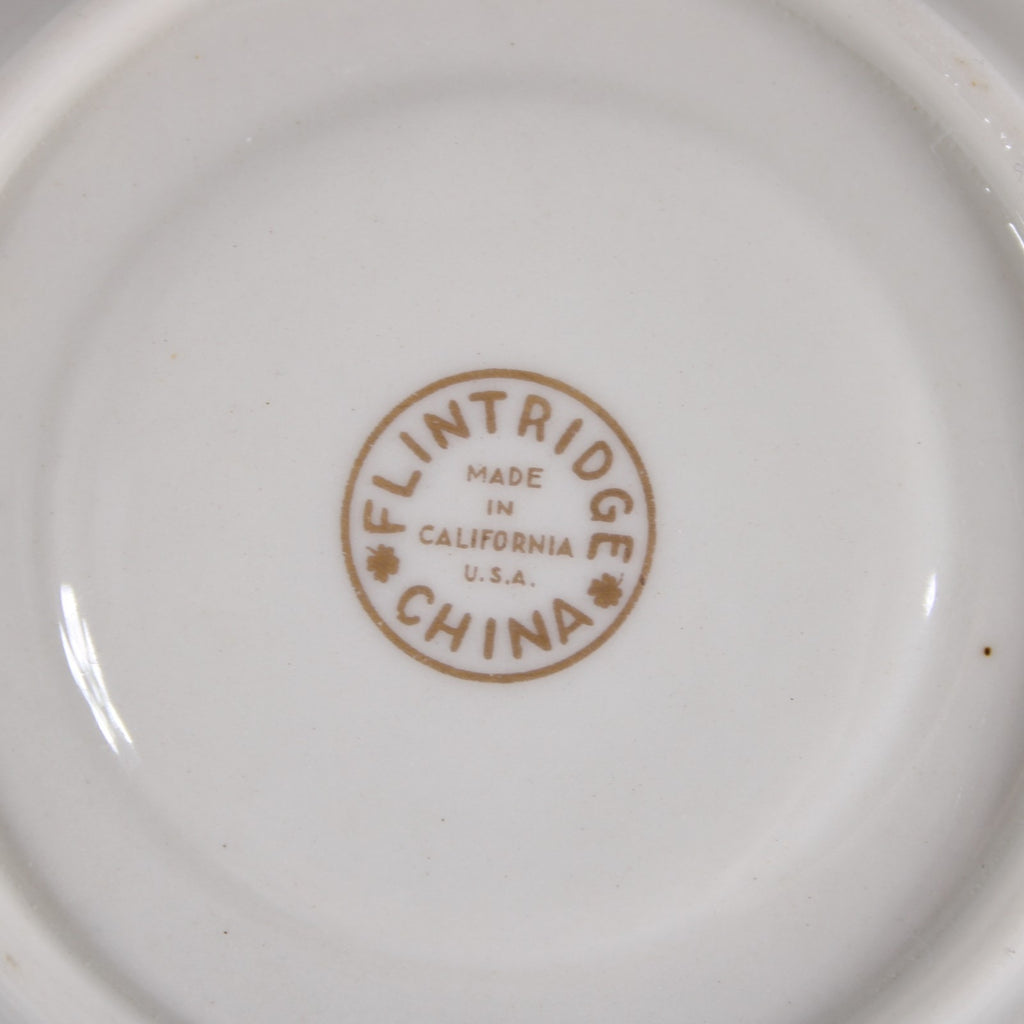 FLINTRIDGE
MADE
IN
CALIFORNIA
U.S.A.
CHINA